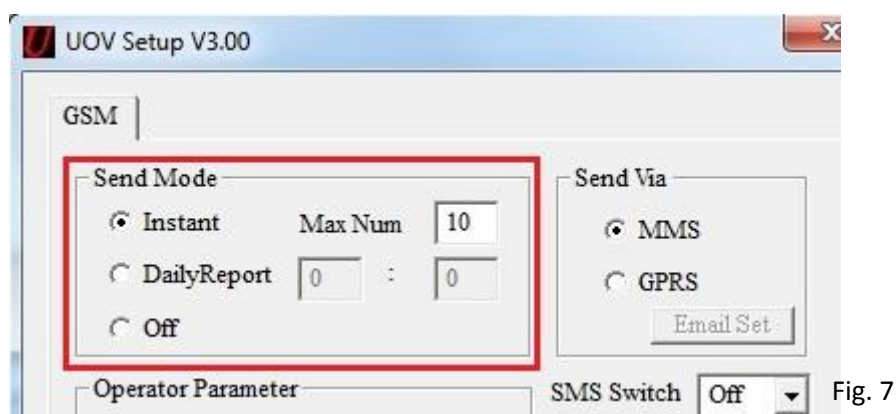 UOV Setup V3.00
GSM
Send Mode
Instant Max Num 10
DailyReport 0 : 0
Off
Send Via
MMS
GPRS
Email Set
Operator Parameter
SMS Switch Off
Fig. 7